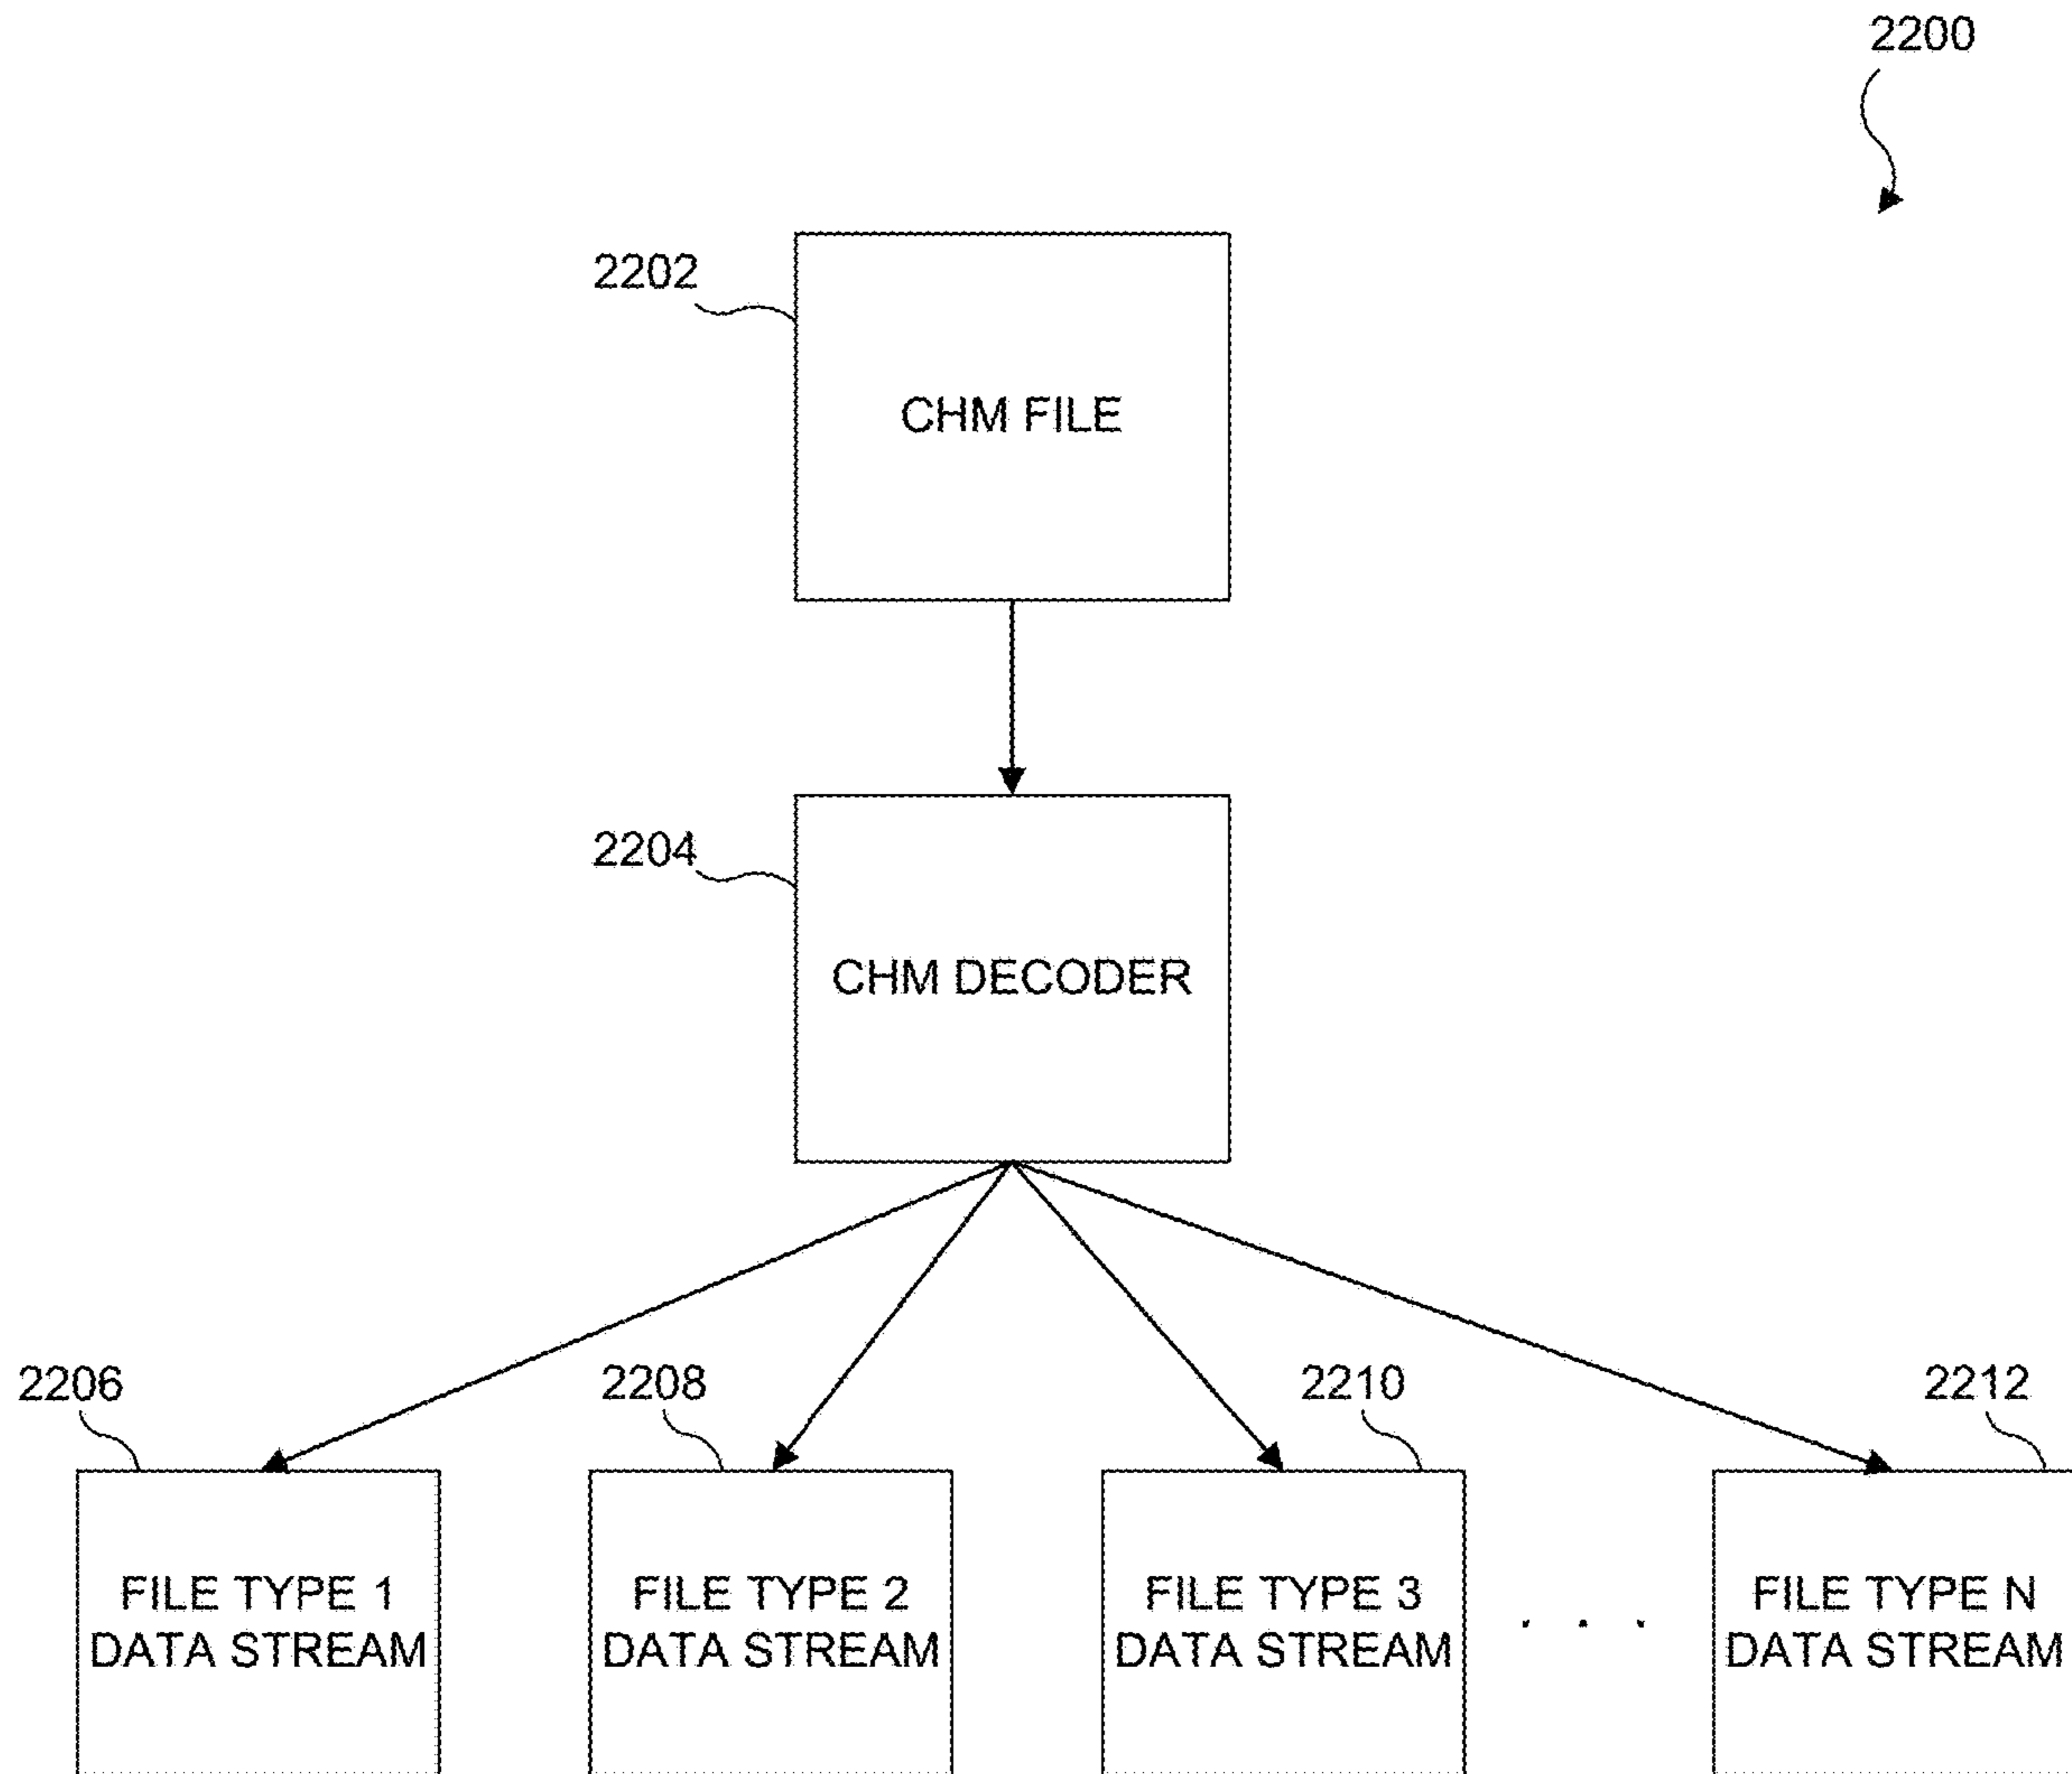 2200
2202
CHM FILE
2204
CHM DECODER
2206
2208
2210
2212
FILE TYPE 1
DATA STREAM
FILE TYPE 2
DATA STREAM
FILE TYPE 3
DATA STREAM
. . .
FILE TYPE N
DATA STREAM